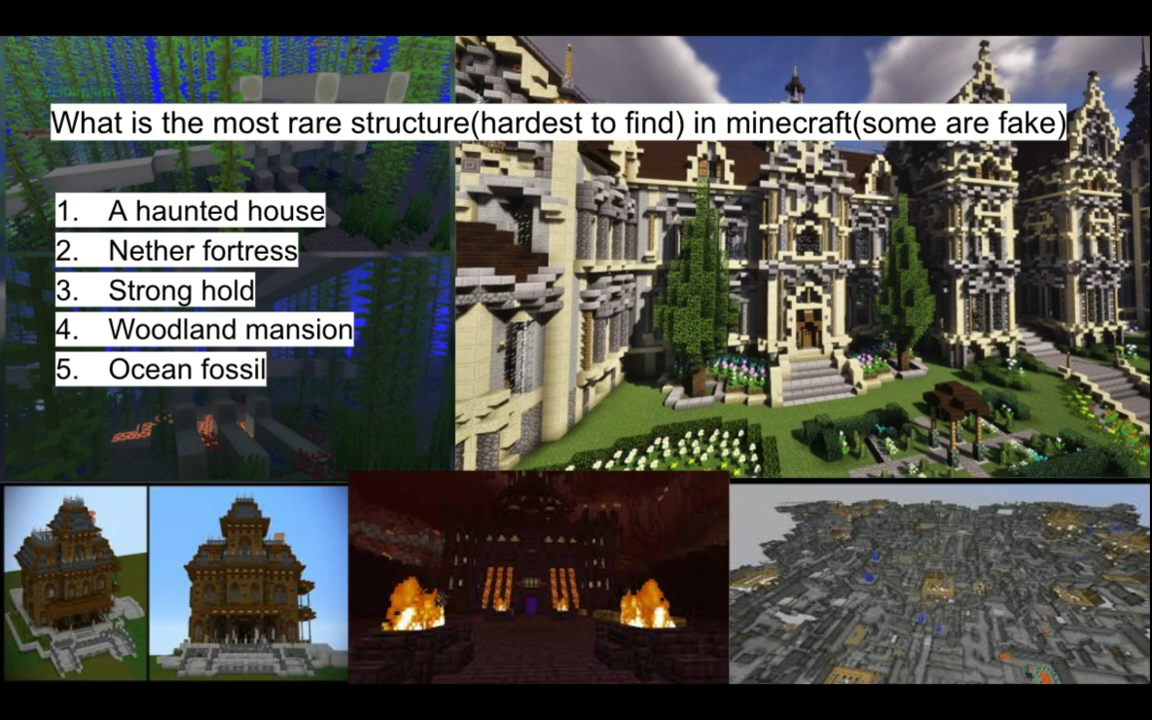 What is the most rare structure(hardest to find) in minecraft(some are fake)
1. A haunted house
2. Nether fortress
3. Strong hold
4. Woodland mansion
5. Ocean fossil